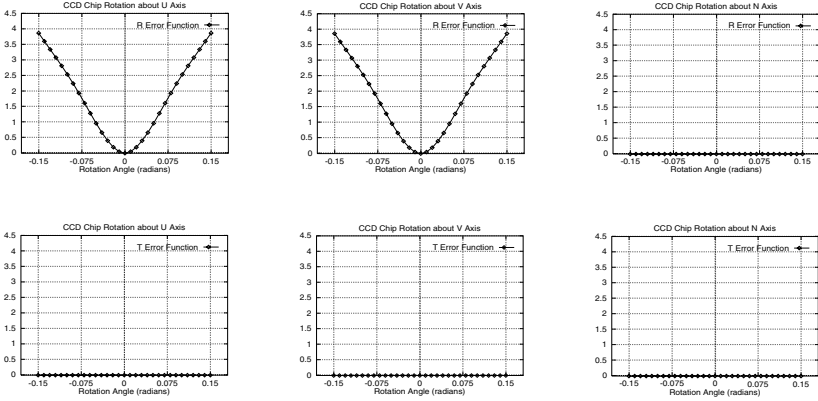 CCD Chip Rotation about U Axis
R Error Function
4.5
4
3.5
3
2.5
2
1.5
1
0.5
0
-0.15 -0.075 0 0.075 0.15
Rotation Angle (radians)
CCD Chip Rotation about V Axis
R Error Function
4.5
4
3.5
3
2.5
2
1.5
1
0.5
0
-0.15 -0.075 0 0.075 0.15
Rotation Angle (radians)
CCD Chip Rotation about N Axis
R Error Function
4.5
4
3.5
3
2.5
2
1.5
1
0.5
0
-0.15 -0.075 0 0.075 0.15
Rotation Angle (radians)
CCD Chip Rotation about U Axis
T Error Function
4.5
4
3.5
3
2.5
2
1.5
1
0.5
0
-0.15 -0.075 0 0.075 0.15
Rotation Angle (radians)
CCD Chip Rotation about V Axis
T Error Function
4.5
4
3.5
3
2.5
2
1.5
1
0.5
0
-0.15 -0.075 0 0.075 0.15
Rotation Angle (radians)
CCD Chip Rotation about N Axis
T Error Function
4.5
4
3.5
3
2.5
2
1.5
1
0.5
0
-0.15 -0.075 0 0.075 0.15
Rotation Angle (radians)